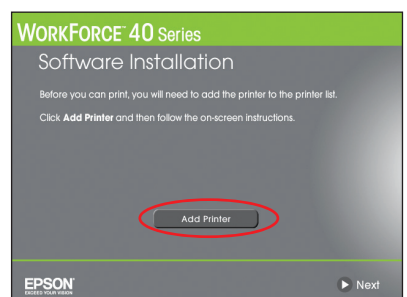 WORKFORCE™ 40 Series
Software Installation
Before you can print, you will need to add the printer to the printer list.
Click Add Printer and then follow the on-screen instructions.
Add Printer
EPSON®
EXCEED YOUR VISION
Next